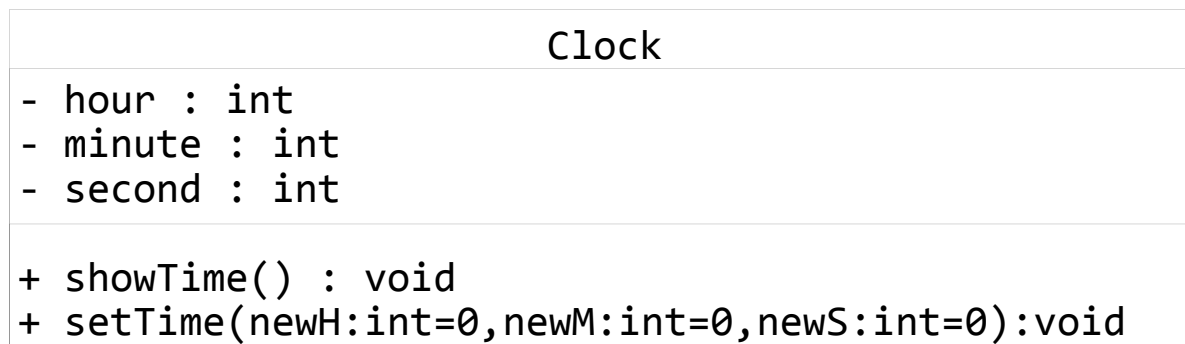 Clock
- hour : int
- minute : int
- second : int
+ showTime() : void
+ setTime(newH:int=0,newM:int=0,newS:int=0):void